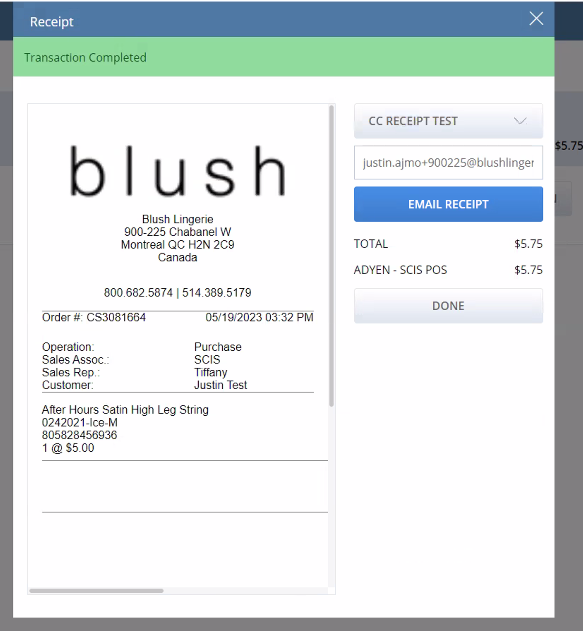 Receipt
Transaction Completed
blush
Blush Lingerie
900-225 Chabanel W
Montreal QC H2N 2C9
Canada
800.682.5874 | 514.389.5179
Order #: CS3081664 05/19/2023 03:32 PM
Operation: Purchase
Sales Assoc.: SCIS
Sales Rep.: Tiffany
Customer: Justin Test
After Hours Satin High Leg String
0242021-Ice-M
805828456936
1 @ $5.00
CC RECEIPT TEST
justin.ajmo+900225@blushlinger
EMAIL RECEIPT
TOTAL $5.75
ADYEN - SCIS POS $5.75
DONE
$5.75